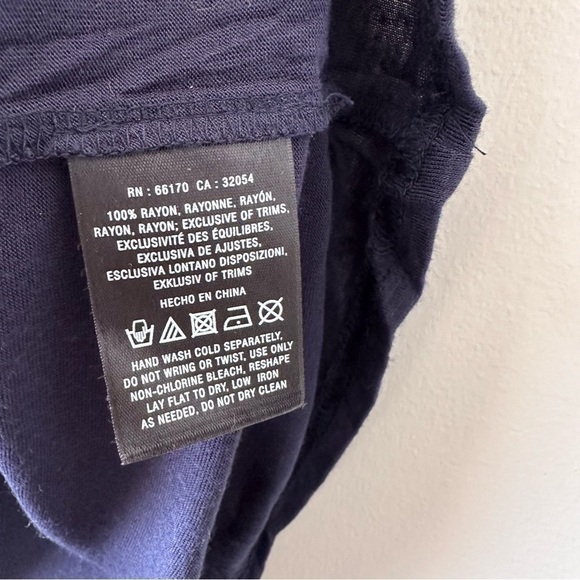 RN : 66170 CA : 32054
100% RAYON, RAYONNE, RAYÓN,
RAYON, RAYON; EXCLUSIVE OF TRIMS,
EXCLUSIVITÉ DES ÉQUILIBRES,
EXCLUSIVA DE AJUSTES,
ESCLUSIVA LONTANO DISPOSIZIONI,
EXKLUSIV OF TRIMS
HECHO EN CHINA
HAND WASH COLD SEPARATELY,
DO NOT WRING OR TWIST, USE ONLY
NON-CHLORINE BLEACH, RESHAPE
LAY FLAT TO DRY, LOW IRON
AS NEEDED, DO NOT DRY CLEAN